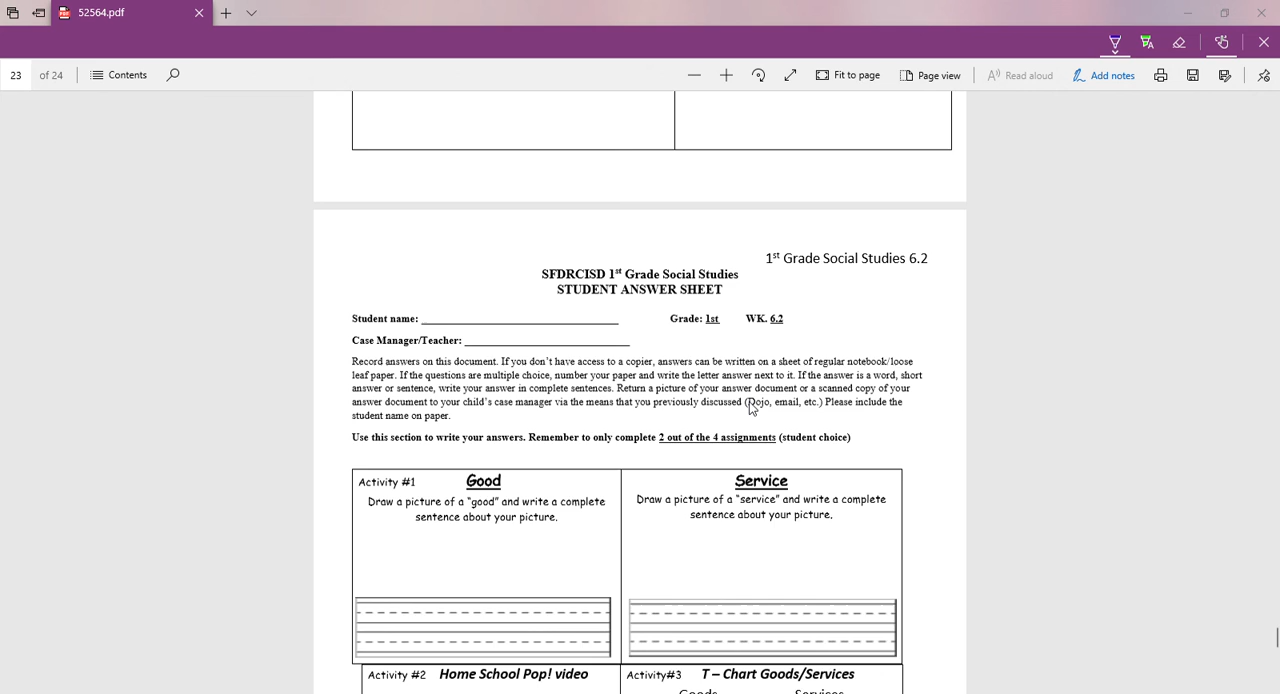 52564.pdf
23 of 24 Contents Fit to page Page view Read aloud Add notes
1st Grade Social Studies 6.2
SFDRCISD 1st Grade Social Studies
STUDENT ANSWER SHEET
Student name: Grade: 1st WK. 6.2
Case Manager/Teacher:
Record answers on this document. If you don't have access to a copier, answers can be written on a sheet of regular notebook/loose
leaf paper. If the questions are multiple choice, number your paper and write the letter answer next to it. If the answer is a word, short
answer or sentence, write your answer in complete sentences. Return a picture of your answer document or a scanned copy of your
answer document to your child's case manager via the means that you previously discussed (Dojo, email, etc.) Please include the
student name on paper.
Use this section to write your answers. Remember to only complete 2 out of the 4 assignments (student choice)
Activity #1 Good
Draw a picture of a "good" and write a complete
sentence about your picture.
Service
Draw a picture of a "service" and write a complete
sentence about your picture.
Activity #2 Home School Pop! video
Activity#3 T – Chart Goods/Services
Goods Services